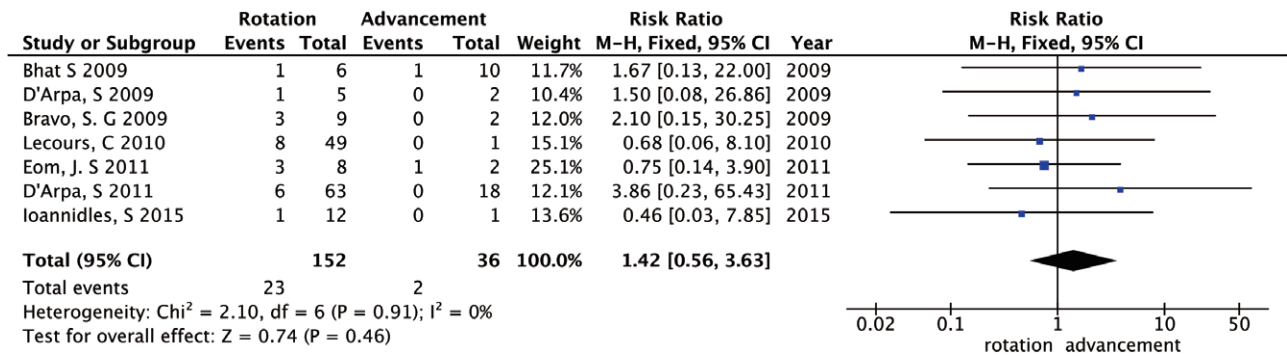 Rotation Advancement Risk Ratio Risk Ratio
Study or Subgroup Events Total Events Total Weight M-H, Fixed, 95% CI Year M-H, Fixed, 95% CI
Bhat S 2009 1 6 1 10 11.7% 1.67 [0.13, 22.00] 2009
D'Arpa, S 2009 1 5 0 2 10.4% 1.50 [0.08, 26.86] 2009
Bravo, S. G 2009 3 9 0 2 12.0% 2.10 [0.15, 30.25] 2009
Lecours, C 2010 8 49 0 1 15.1% 0.68 [0.06, 8.10] 2010
Eom, J. S 2011 3 8 1 2 25.1% 0.75 [0.14, 3.90] 2011
D'Arpa, S 2011 6 63 0 18 12.1% 3.86 [0.23, 65.43] 2011
Ioannidles, S 2015 1 12 0 1 13.6% 0.46 [0.03, 7.85] 2015
Total (95% CI) 152 36 100.0% 1.42 [0.56, 3.63]
Total events 23 2
Heterogeneity: Chi² = 2.10, df = 6 (P = 0.91); I² = 0%
Test for overall effect: Z = 0.74 (P = 0.46)
0.02 0.1 1 10 50
rotation advancement